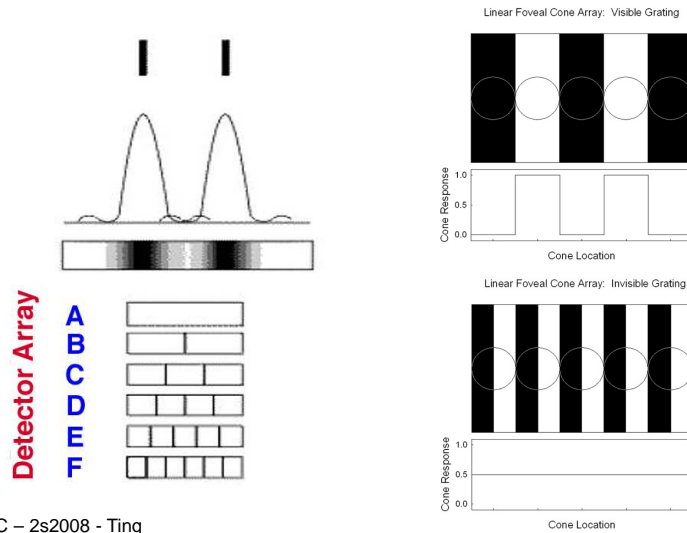 Linear Foveal Cone Array: Visible Grating
Cone Response
1.0
0.5
0.0
Cone Location
Detector Array
A
B
C
D
E
F
Linear Foveal Cone Array: Invisible Grating
Cone Response
1.0
0.5
0.0
Cone Location
C – 2s2008 - Ting